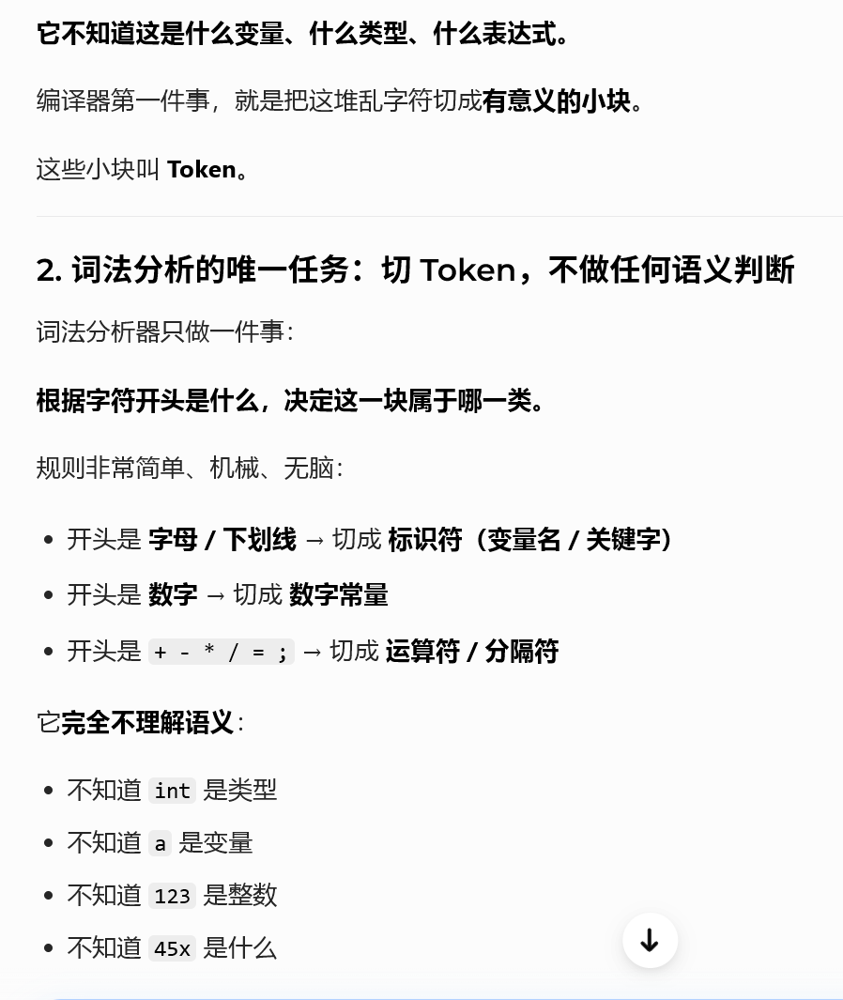 它不知道这是什么变量、什么类型、什么表达式。
编译器第一件事，就是把这堆乱字符切成有意义的小块。
这些小块叫 Token。
2. 词法分析的唯一任务：切 Token，不做任何语义判断
词法分析器只做一件事：
根据字符开头是什么，决定这一块属于哪一类。
规则非常简单、机械、无脑：
• 开头是 字母 / 下划线 → 切成 标识符（变量名 / 关键字）
• 开头是 数字 → 切成 数字常量
• 开头是 + - * / = ; → 切成 运算符 / 分隔符
它完全不理解语义：
• 不知道 int 是类型
• 不知道 a 是变量
• 不知道 123 是整数
• 不知道 45x 是什么